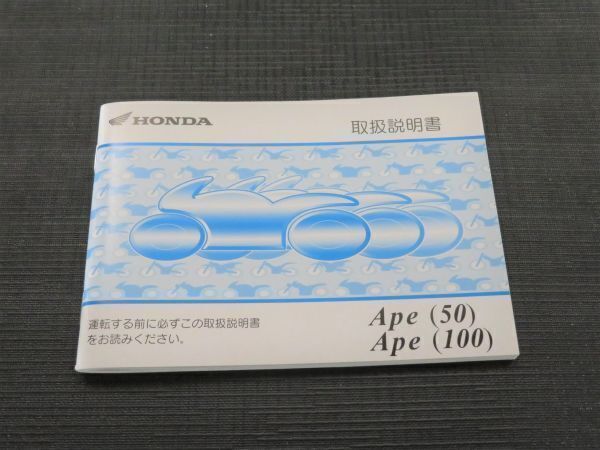 HONDA
取扱説明書
運転する前に必ずこの取扱説明書
をお読みください。
Ape (50)
Ape (100)